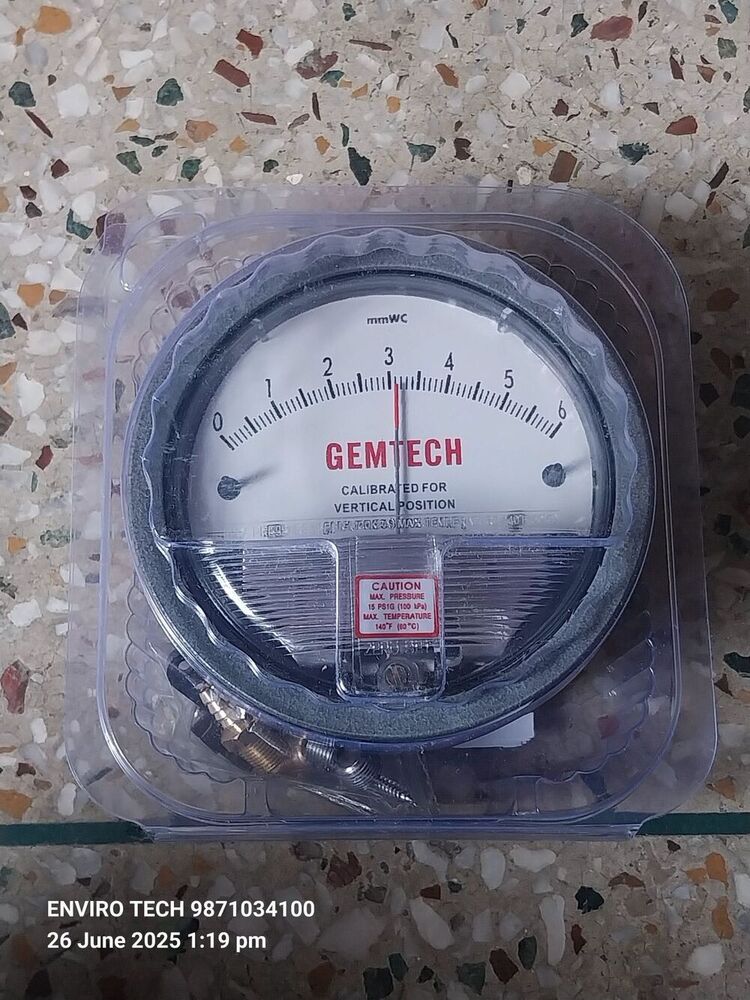 mmWC
0 1 2 3 4 5 6
GEMTECH
CALIBRATED FOR
VERTICAL POSITION
CAUTION
MAX. PRESSURE
15 PS1G (100 kPa)
MAX. TEMPERATURE
140°F (60°C)
ENVIRO TECH 9871034100
26 June 2025 1:19 pm